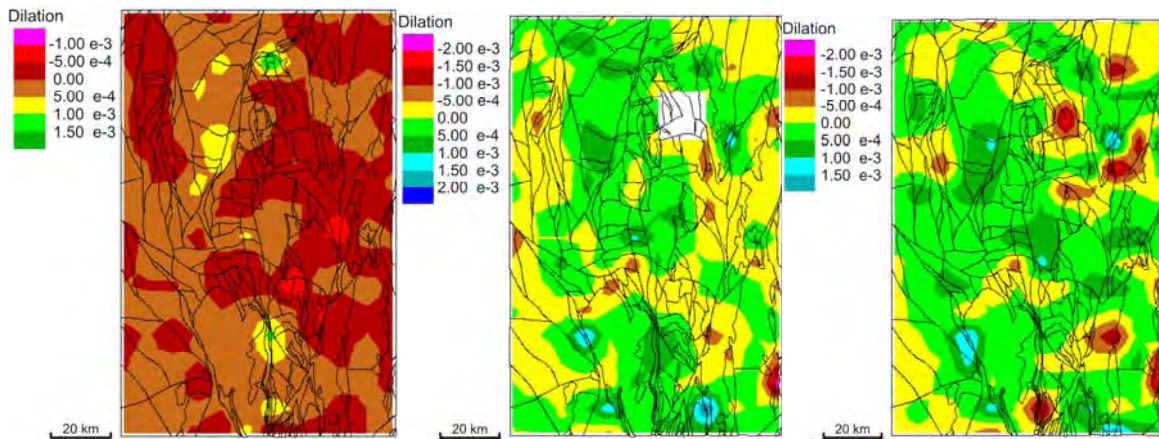 Dilation
-1.00 e-3
-5.00 e-4
0.00
5.00 e-4
1.00 e-3
1.50 e-3
20 km
Dilation
-2.00 e-3
-1.50 e-3
-1.00 e-3
-5.00 e-4
0.00
5.00 e-4
1.00 e-3
1.50 e-3
2.00 e-3
20 km
Dilation
-2.00 e-3
-1.50 e-3
-1.00 e-3
-5.00 e-4
0.00
5.00 e-4
1.00 e-3
1.50 e-3
20 km